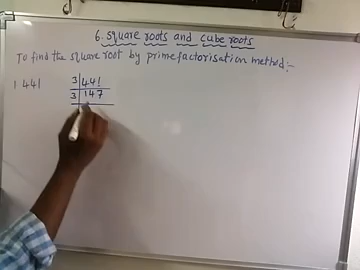 6. square roots and cube roots
To find the square root by prime factorisation method:-
1 441
3 441
3 147